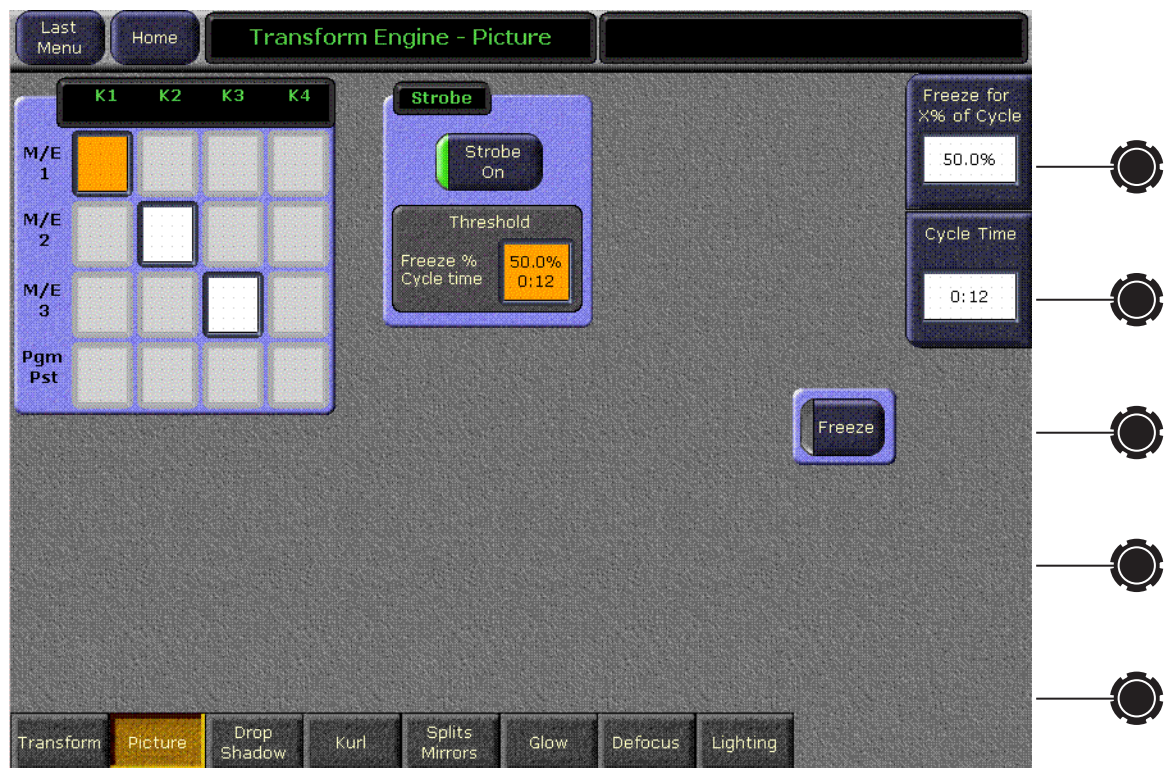 Last
Menu
Home
Transform Engine - Picture
K1 K2 K3 K4
M/E
1
M/E
2
M/E
3
Pgm
Pst
Strobe
Strobe
On
Threshold
Freeze %
Cycle time
50.0%
0:12
Freeze for
X% of Cycle
50.0%
Cycle Time
0:12
Freeze
Transform
Picture
Drop
Shadow
Kurl
Splits
Mirrors
Glow
Defocus
Lighting